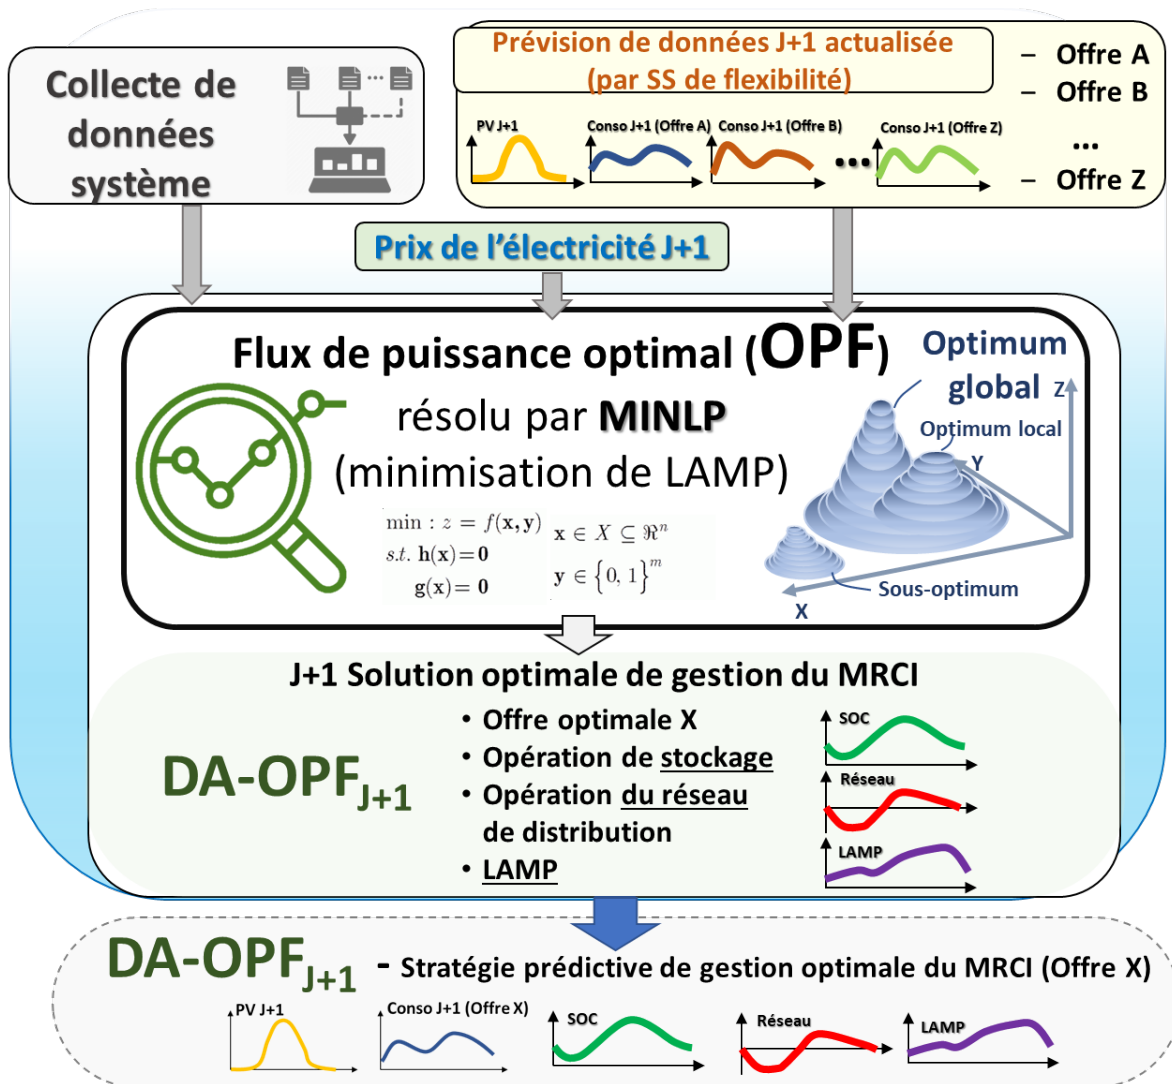 Collecte de
données
système
Prévision de données J+1 actualisée
(par SS de flexibilité)
– Offre A
– Offre B
...
– Offre Z
PV J+1
Conso J+1 (Offre A)
Conso J+1 (Offre B)
...
Conso J+1 (Offre Z)
Prix de l'électricité J+1
Flux de puissance optimal (OPF)
résolu par MINLP
(minimisation de LAMP)
min : z = f(x, y)
s.t. h(x)=0
g(x)=0
x ∈ X ⊆ ℜⁿ
y ∈ {0, 1}ᵐ
Optimum
global
Z
Optimum local
Y
Sous-optimum
X
J+1 Solution optimale de gestion du MRCI
DA-OPF J+1
• Offre optimale X
• Opération de stockage
• Opération du réseau
de distribution
• LAMP
SOC
Réseau
LAMP
DA-OPF J+1 - Stratégie prédictive de gestion optimale du MRCI (Offre X)
PV J+1
Conso J+1 (Offre X)
SOC
Réseau
LAMP